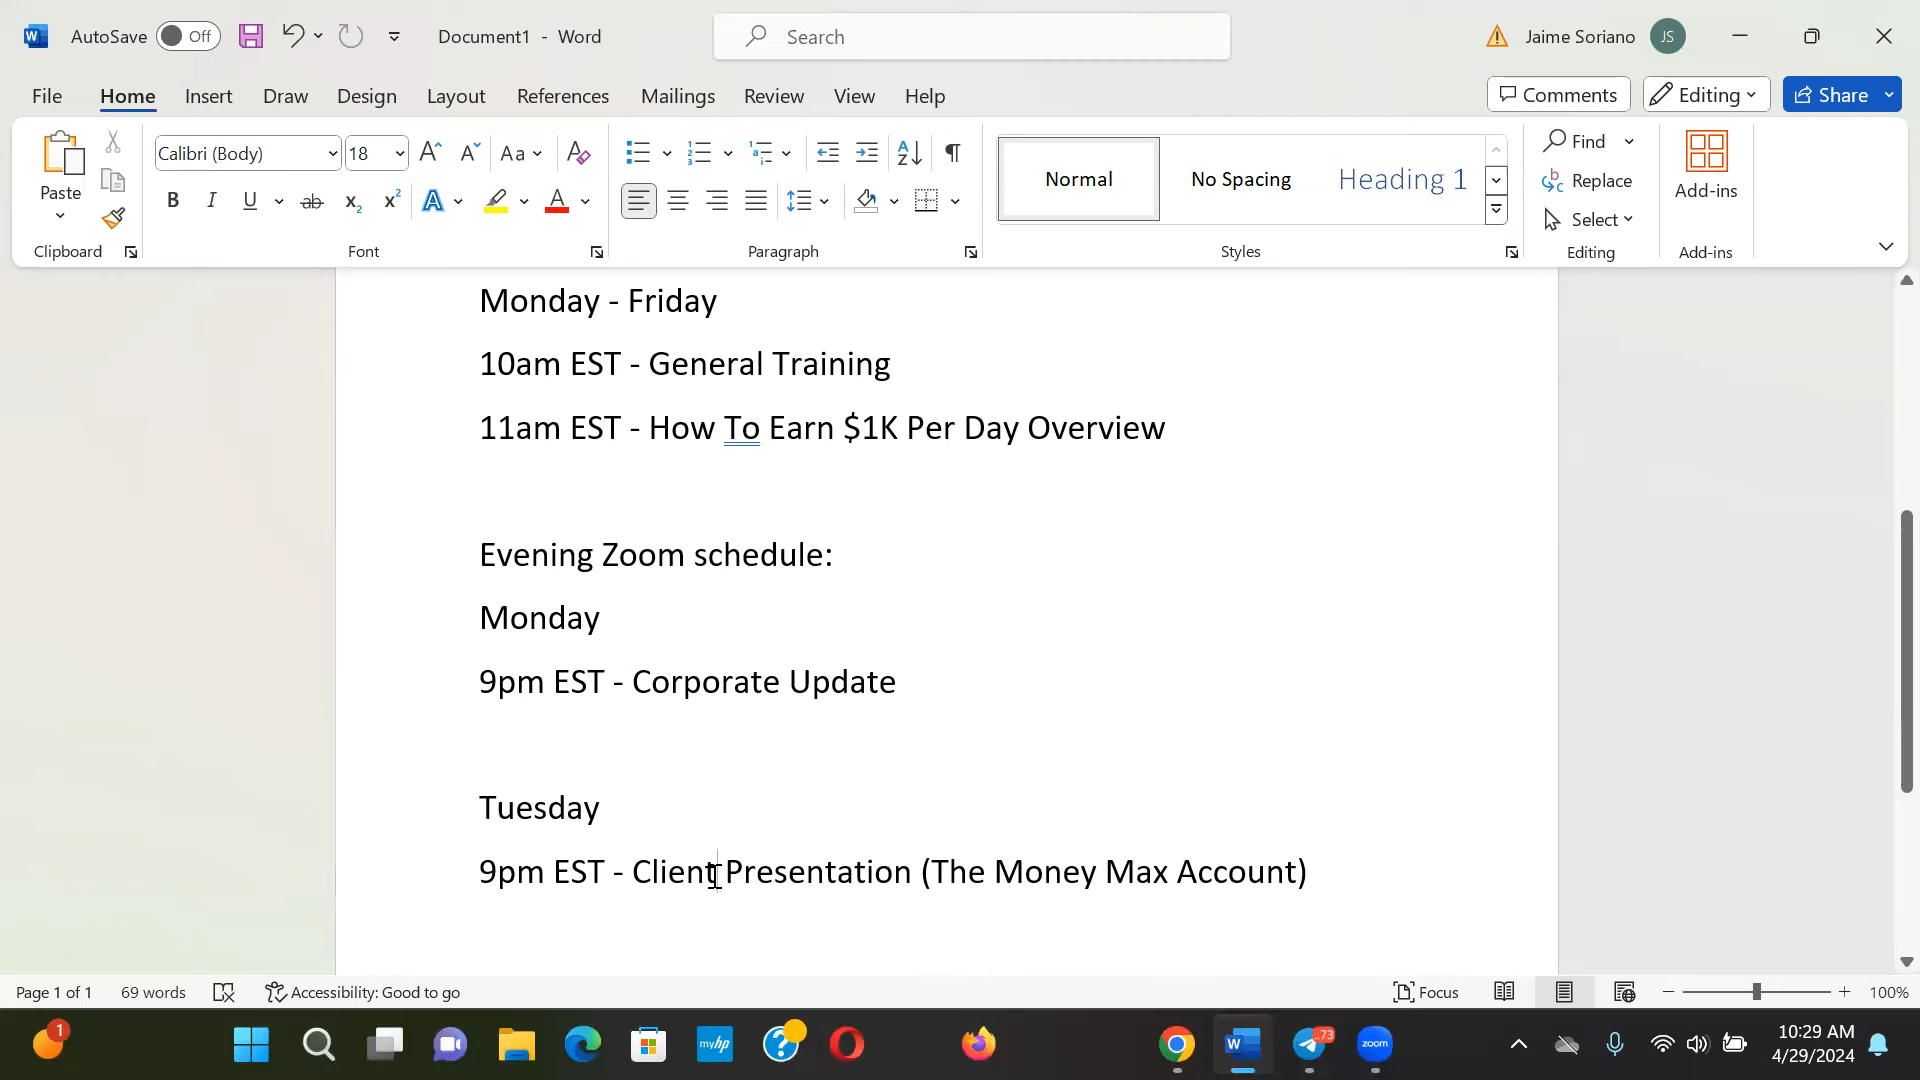 AutoSave Off Document1 - Word Search Jaime Soriano JS
File Home Insert Draw Design Layout References Mailings Review View Help Comments Editing Share
Paste Calibri (Body) 18 Aa Normal No Spacing Heading 1 Find Replace Select Add-ins
Clipboard Font Paragraph Styles Editing Add-ins
Monday - Friday
10am EST - General Training
11am EST - How To Earn $1K Per Day Overview
Evening Zoom schedule:
Monday
9pm EST - Corporate Update
Tuesday
9pm EST - Client Presentation (The Money Max Account)
Page 1 of 1 69 words Accessibility: Good to go Focus 100%
1 myhp 73 zoom 10:29 AM
4/29/2024